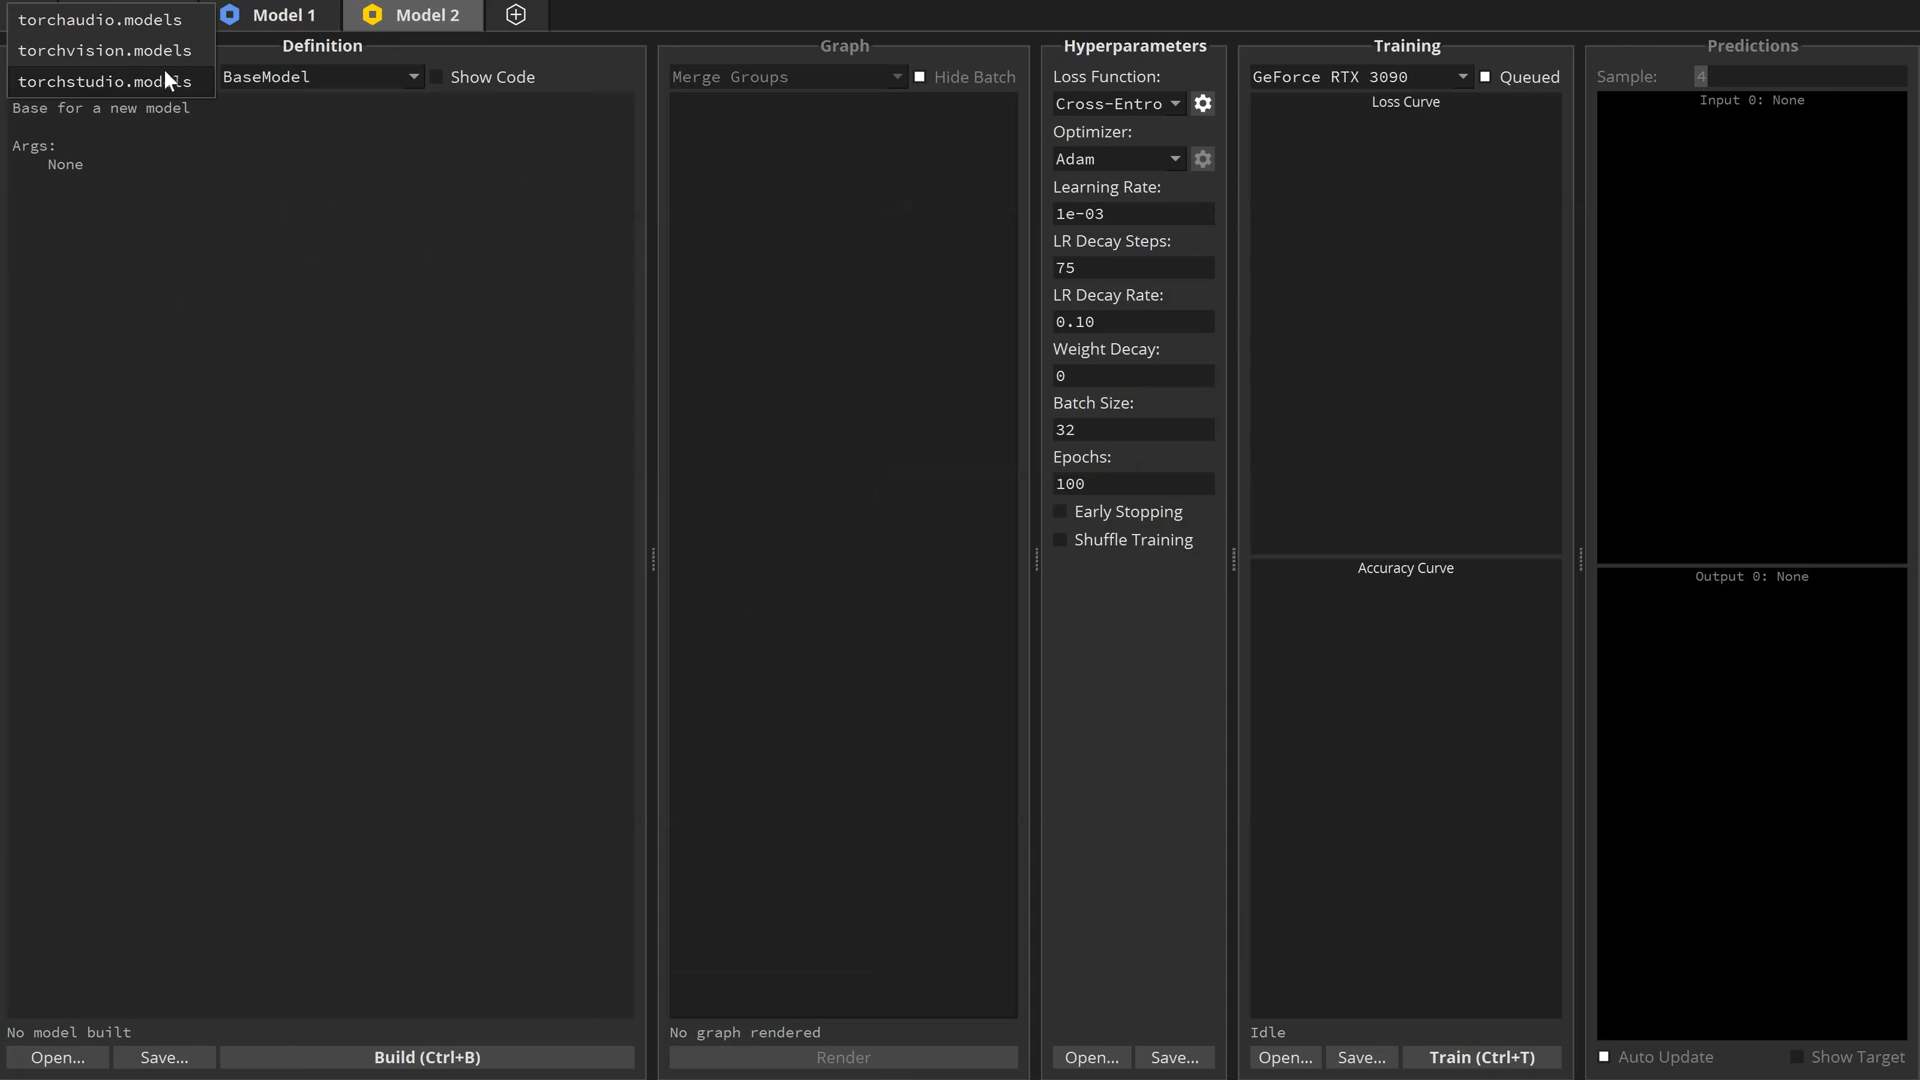 torchaudio.models
torchvision.models
torchstudio.models
Model 1
Model 2
Definition
BaseModel
Show Code
Base for a new model
Args:
None
No model built
Open...
Save...
Build (Ctrl+B)
Graph
Merge Groups
Hide Batch
No graph rendered
Render
Hyperparameters
Loss Function:
Cross-Entro
Optimizer:
Adam
Learning Rate:
1e-03
LR Decay Steps:
75
LR Decay Rate:
0.10
Weight Decay:
0
Batch Size:
32
Epochs:
100
Early Stopping
Shuffle Training
Open...
Save...
Training
GeForce RTX 3090
Queued
Loss Curve
Accuracy Curve
Idle
Open...
Save...
Train (Ctrl+T)
Predictions
Sample:
4
Input 0: None
Output 0: None
Auto Update
Show Target